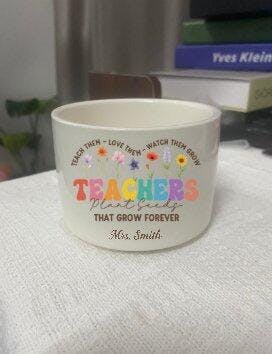 Yves Klein
TEACH THEM - LOVE THEM - WATCH THEM GROW
TEACHERS
Plant Seeds
THAT GROW FOREVER
Mrs. Smith